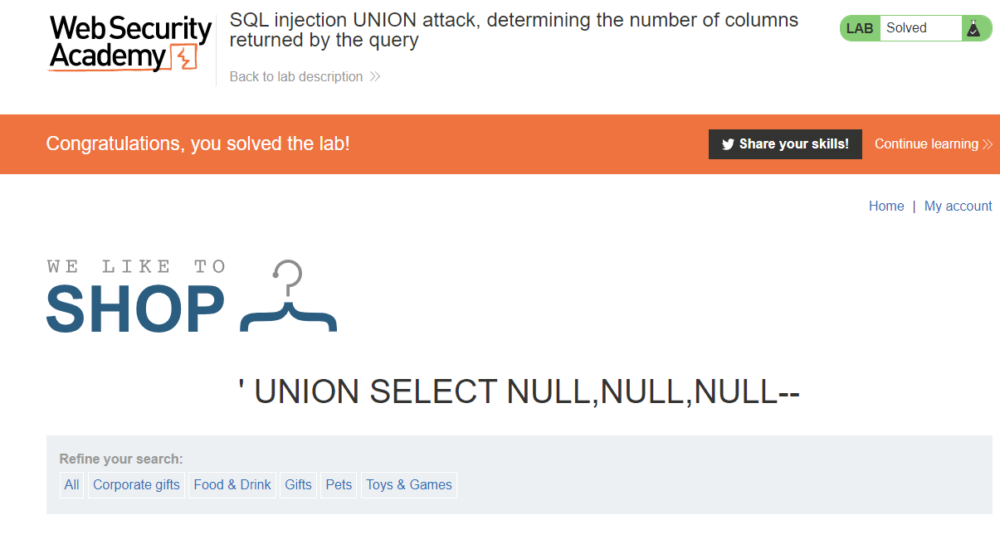 Web Security
Academy
SQL injection UNION attack, determining the number of columns
returned by the query
Back to lab description
LAB Solved
Congratulations, you solved the lab!
Share your skills!
Continue learning
Home | My account
WE LIKE TO
SHOP
' UNION SELECT NULL,NULL,NULL--
Refine your search:
All Corporate gifts Food & Drink Gifts Pets Toys & Games